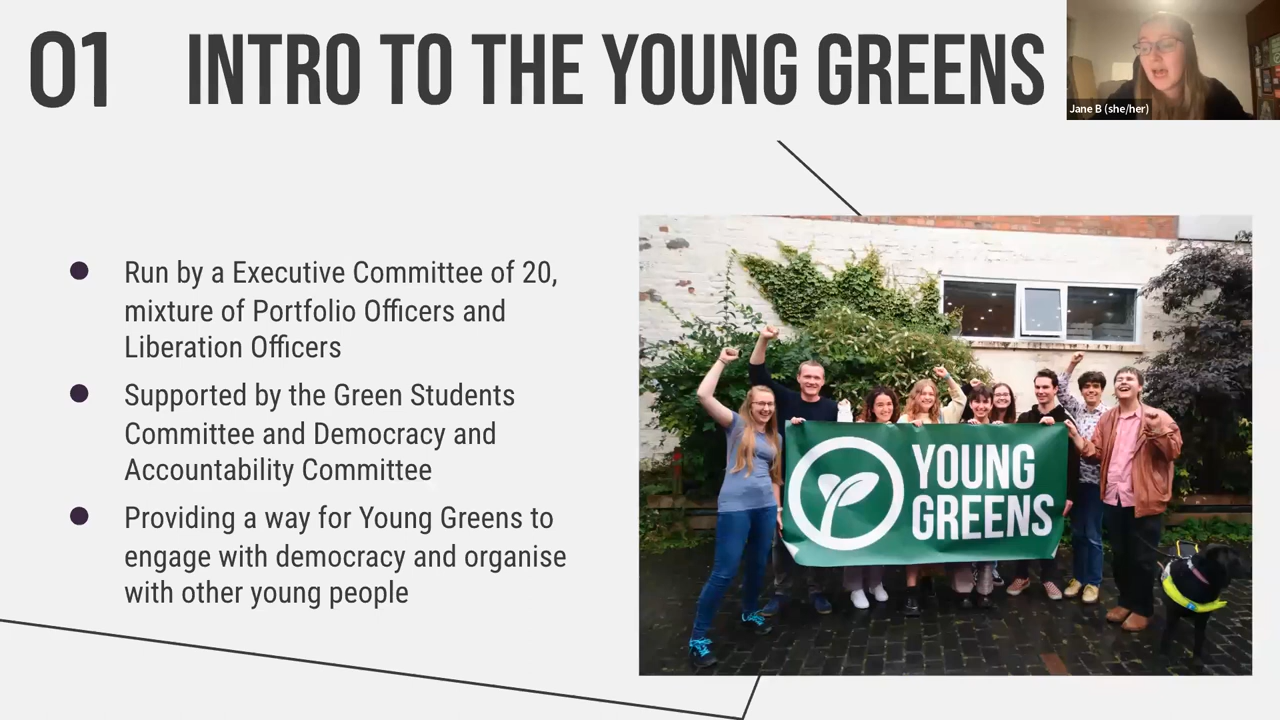 01 INTRO TO THE YOUNG GREENS
Jane B (she/her)
Run by a Executive Committee of 20,
mixture of Portfolio Officers and
Liberation Officers
Supported by the Green Students
Committee and Democracy and
Accountability Committee
Providing a way for Young Greens to
engage with democracy and organise
with other young people
YOUNG
GREENS